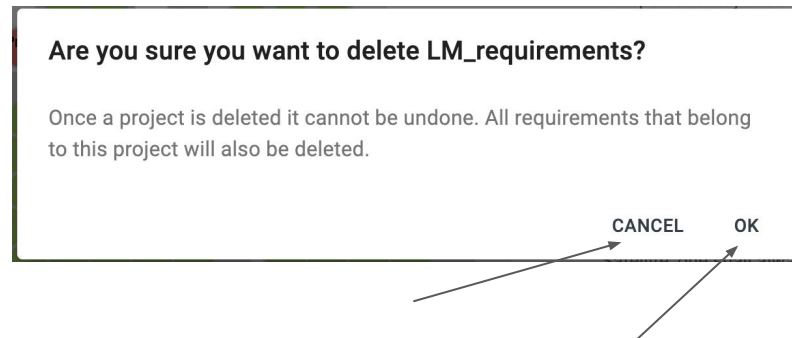 Are you sure you want to delete LM_requirements?
Once a project is deleted it cannot be undone. All requirements that belong
to this project will also be deleted.
CANCEL OK